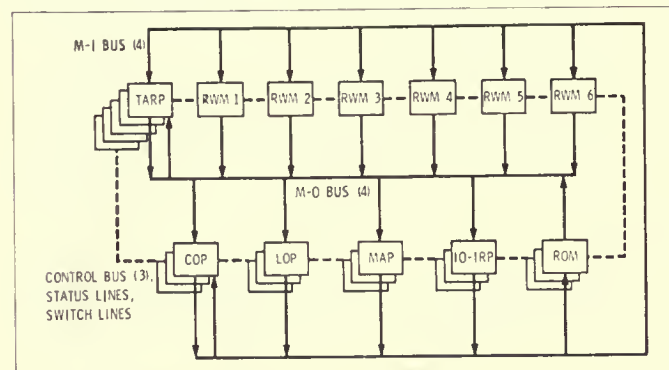 M-I BUS (4)
TARP
RWM 1
RWM 2
RWM 3
RWM 4
RWM 5
RWM 6
M-O BUS (4)
COP
LOP
MAP
IO-IRP
ROM
CONTROL BUS (3),
STATUS LINES,
SWITCH LINES